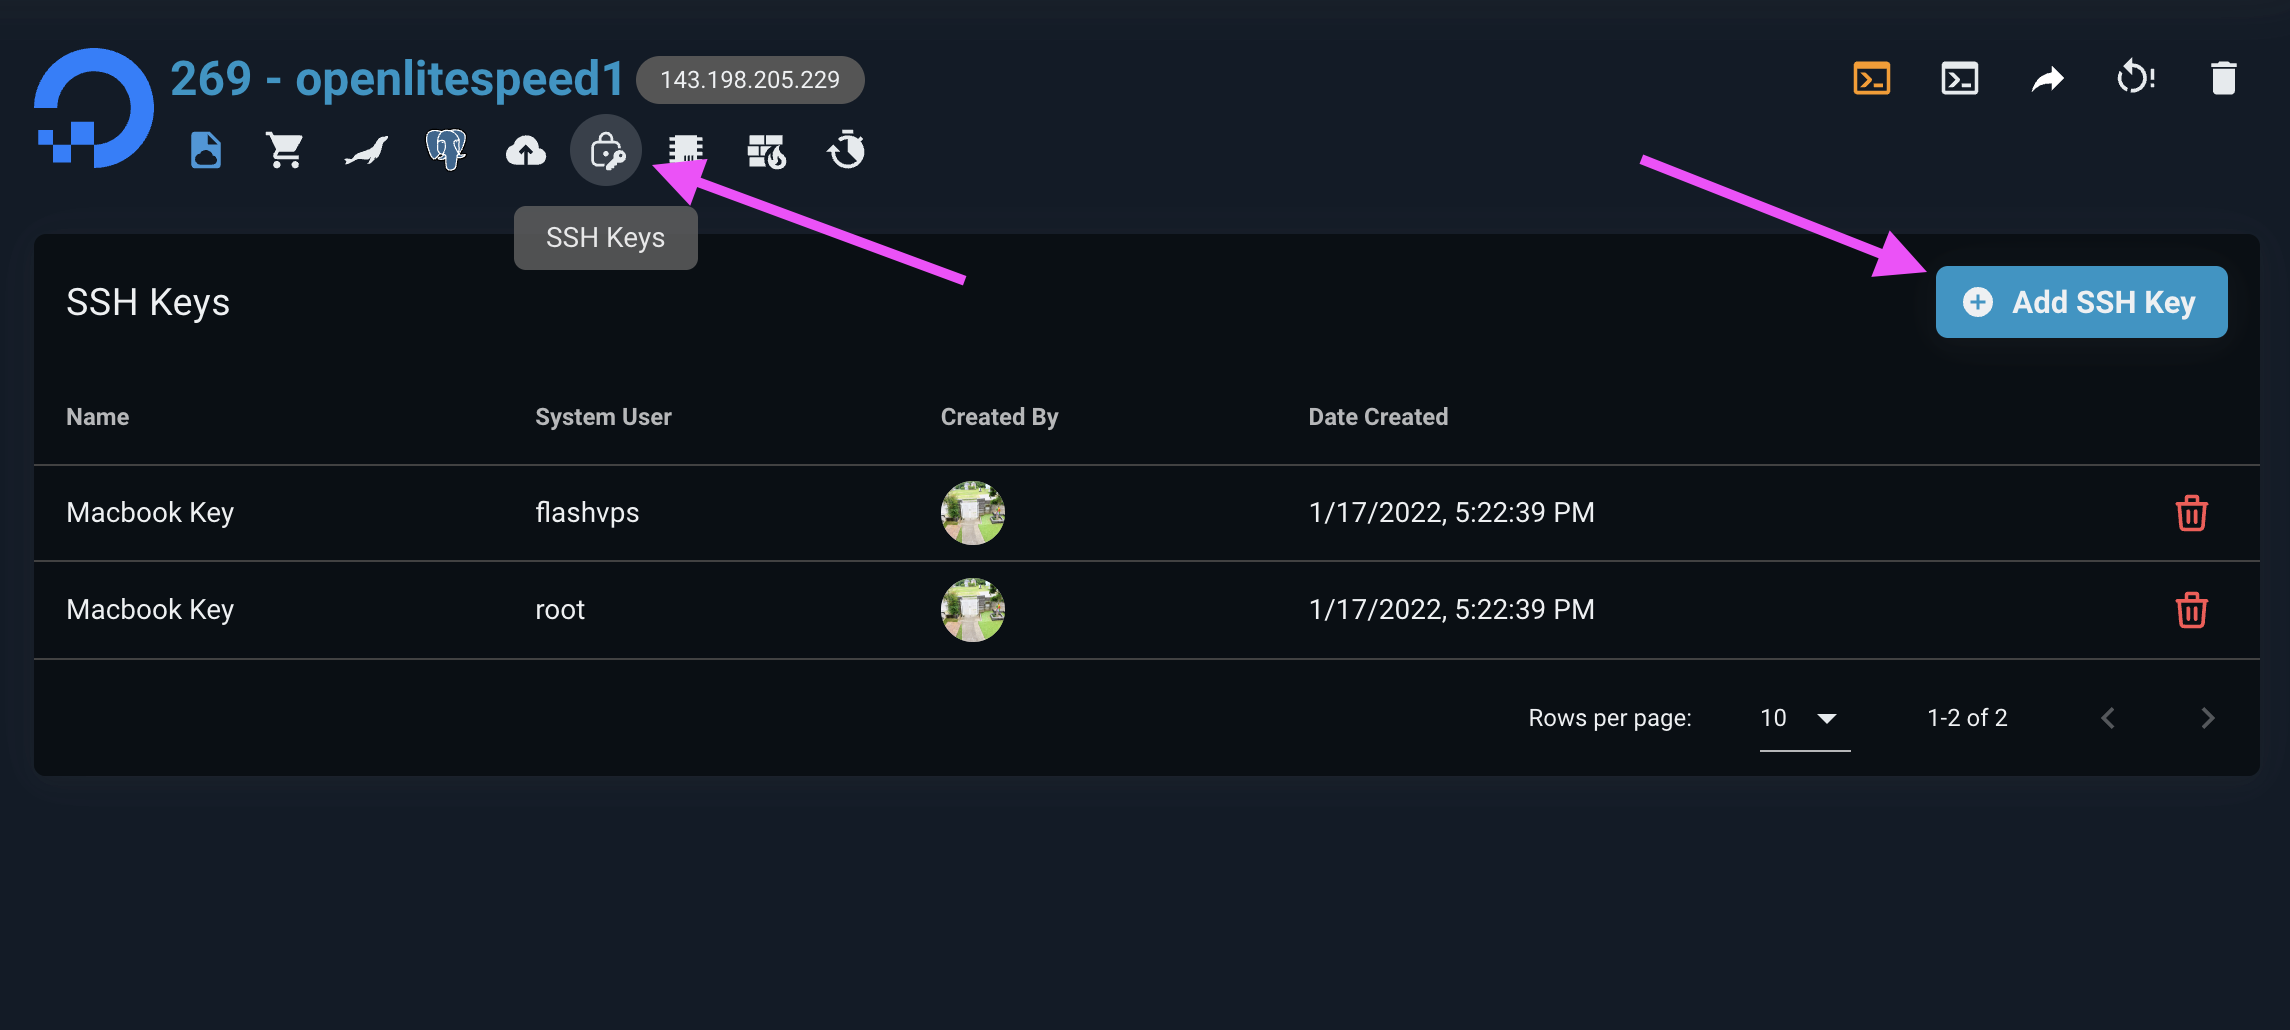 269 - openlitespeed1 143.198.205.229
SSH Keys
SSH Keys
Add SSH Key
Name System User Created By Date Created
Macbook Key flashvps 1/17/2022, 5:22:39 PM
Macbook Key root 1/17/2022, 5:22:39 PM
Rows per page: 10 1-2 of 2